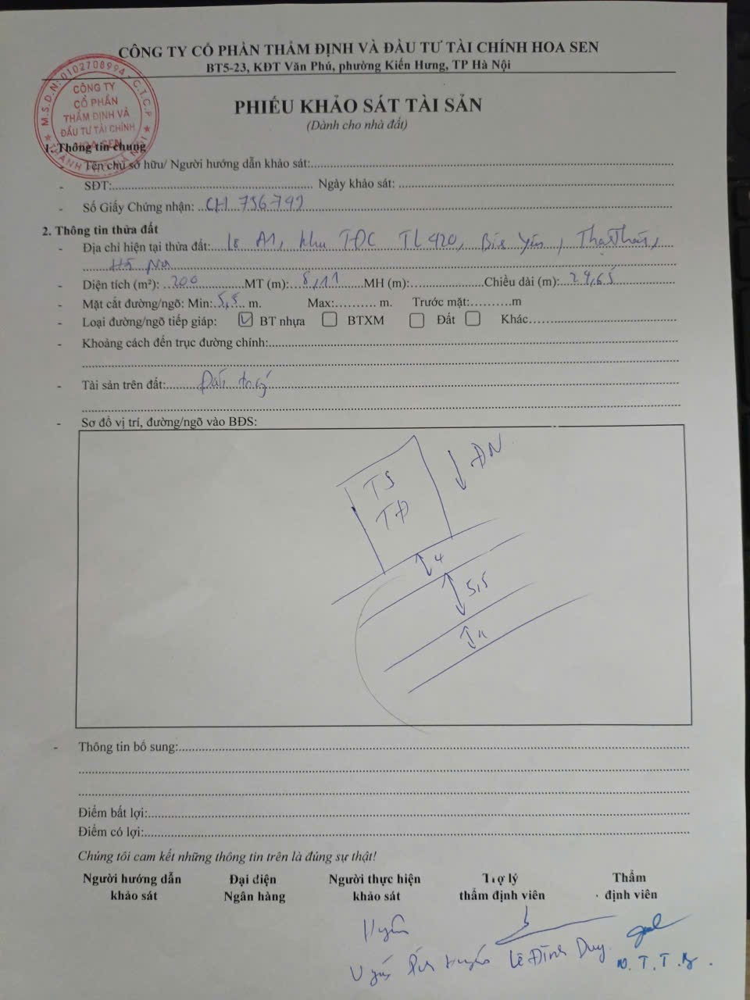 CÔNG TY CỔ PHẦN THẨM ĐỊNH VÀ ĐẦU TƯ TÀI CHÍNH HOA SEN
BT5-23, KĐT Văn Phú, phường Kiến Hưng, TP Hà Nội
M.S.D.N: 0102708994 - C.T.C.P
CÔNG TY
CỔ PHẦN
THẨM ĐỊNH VÀ
ĐẦU TƯ TÀI CHÍNH
HOA SEN
PHIẾU KHẢO SÁT TÀI SẢN
(Dành cho nhà đất)
1. Thông tin chung
Tên chủ sở hữu/ Người hướng dẫn khảo sát:
- SĐT: Ngày khảo sát:
- Số Giấy Chứng nhận: CH 756749
2. Thông tin thửa đất
- Địa chỉ hiện tại thửa đất: lô A1, khu TĐC TL420, Bình Yên, Thạch Thất,
Hà Nội
- Diện tích (m²): 200 MT (m): 8,11 MH (m): Chiều dài (m): 24,65
- Mặt cắt đường/ngõ: Min: 5,5 m. Max: m. Trước mặt: m
- Loại đường/ngõ tiếp giáp: BT nhựa BTXM Đất Khác
- Khoảng cách đến trục đường chính:
- Tài sản trên đất: Đất trống
- Sơ đồ vị trí, đường/ngõ vào BĐS:
TS
TĐ
ĐN
4
5,5
4
- Thông tin bổ sung:
Điểm bất lợi:
Điểm có lợi:
Chúng tôi cam kết những thông tin trên là đúng sự thật!
Người hướng dẫn khảo sát
Đại diện Ngân hàng
Người thực hiện khảo sát
Trợ lý thẩm định viên
Thẩm định viên
Lê Đình Duy
N.T.T.